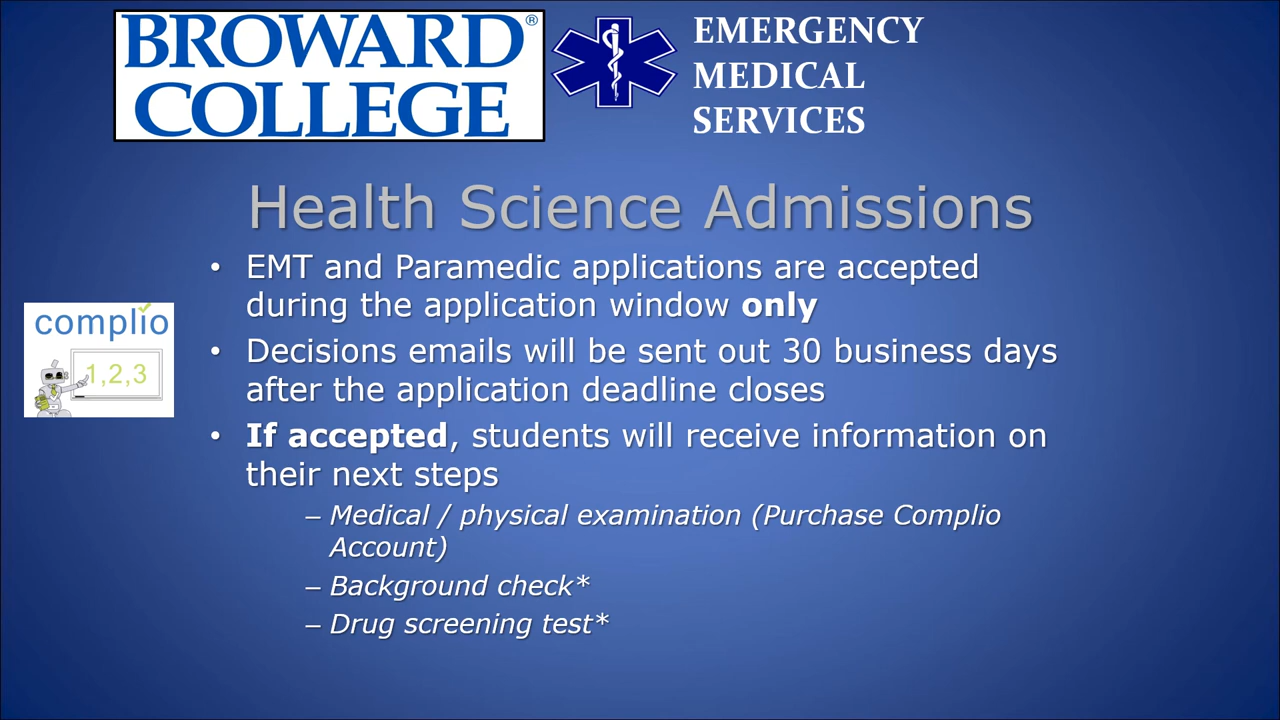 BROWARD®
COLLEGE
EMERGENCY
MEDICAL
SERVICES
Health Science Admissions
• EMT and Paramedic applications are accepted
during the application window only
• Decisions emails will be sent out 30 business days
after the application deadline closes
complio
1,2,3
• If accepted, students will receive information on
their next steps
– Medical / physical examination (Purchase Complio
Account)
– Background check*
– Drug screening test*